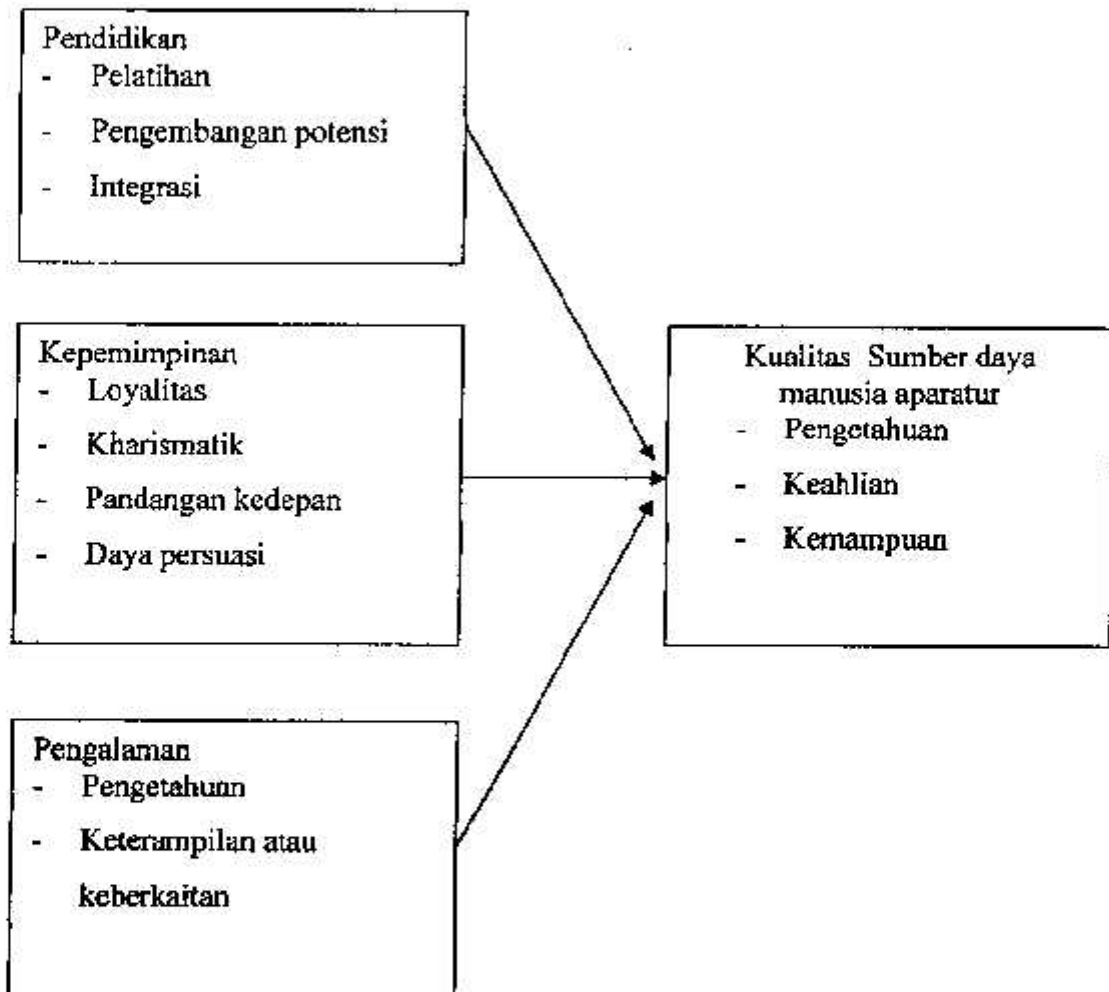 Pendidikan
- Pelatihan
- Pengembangan potensi
- Integrasi
Kepemimpinan
- Loyalitas
- Kharismatik
- Pandangan kedepan
- Daya persuasi
Kualitas Sumber daya
manusia aparatur
- Pengetahuan
- Keahlian
- Kemampuan
Pengalaman
- Pengetahuan
- Keterampilan atau
keberkaitan